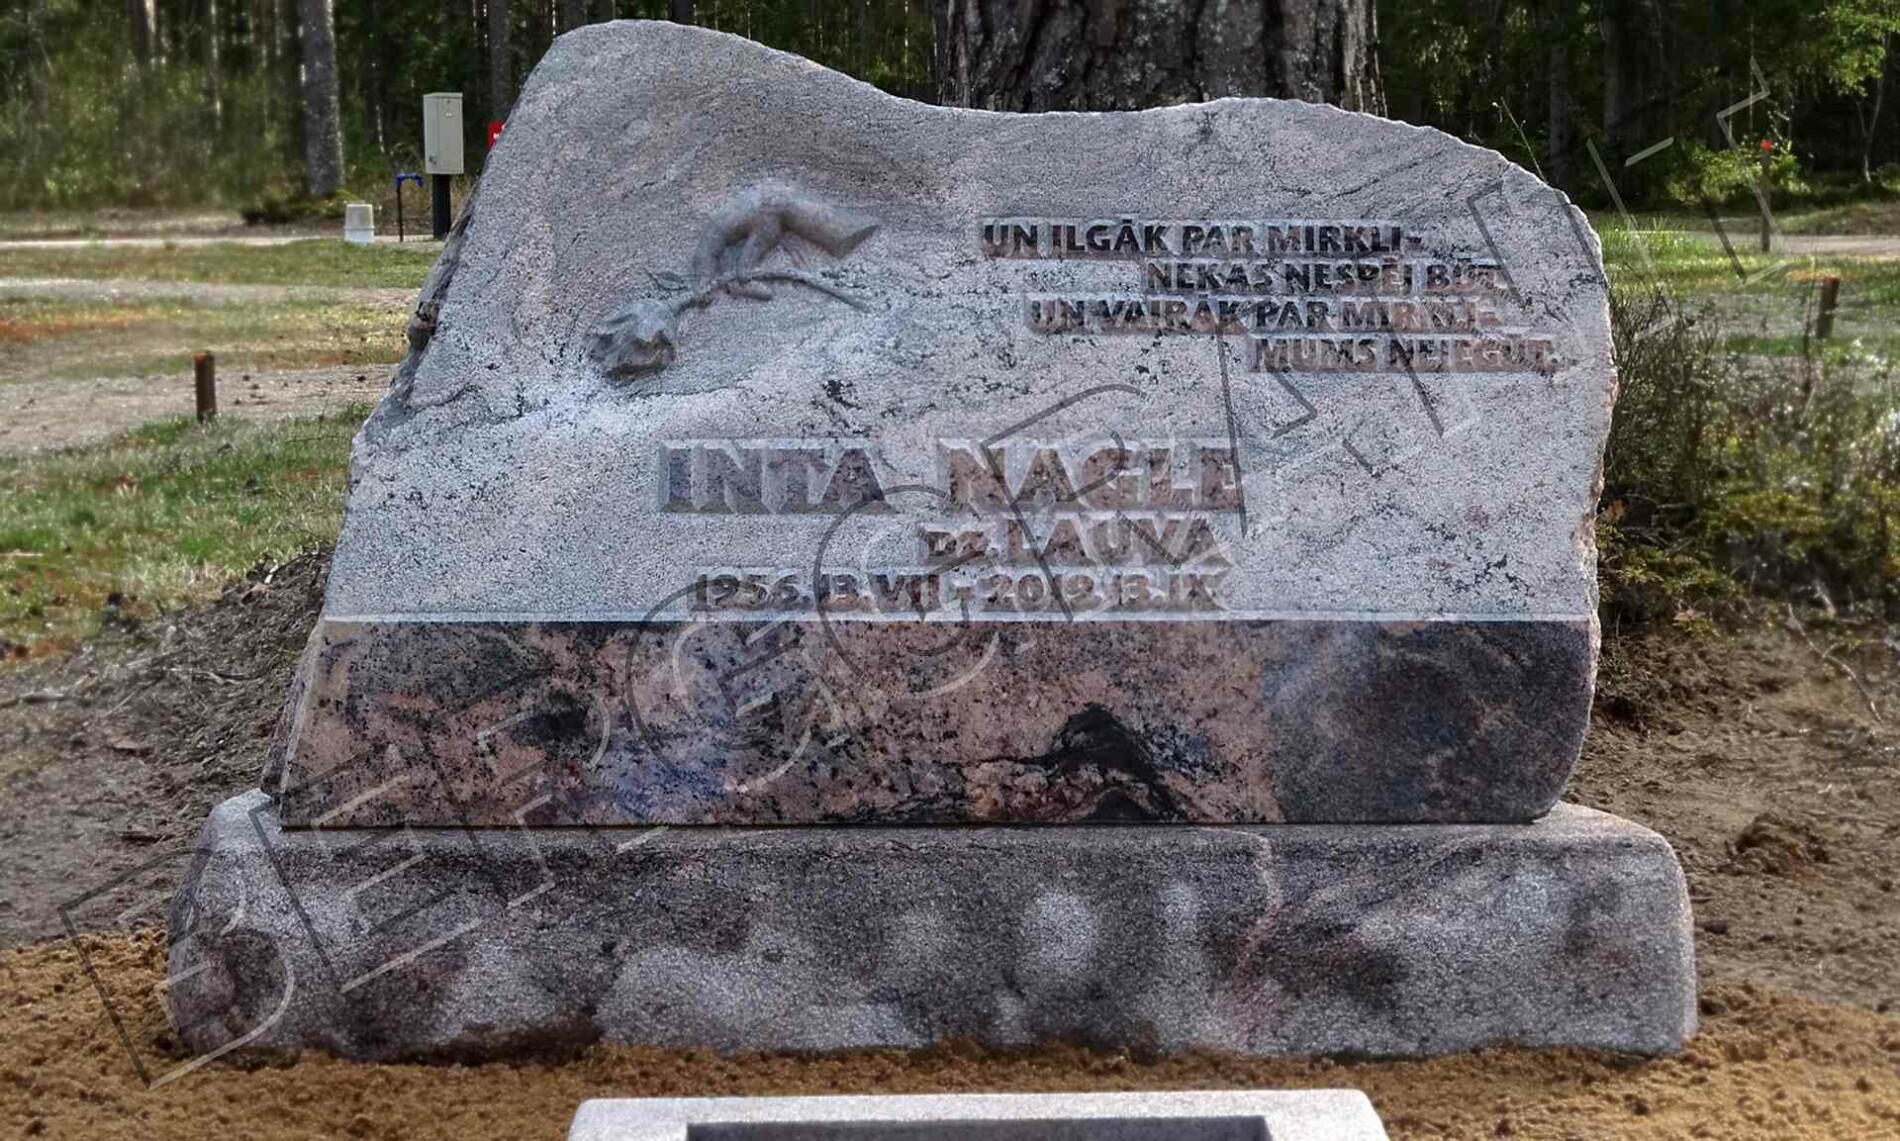 UN ILGĀK PAR MIRKLI-
NEKAS NESPĒJ BŪT.
UN VAIRĀK PAR MIRKLI-
MUMS NEIEGŪT.
INTA NAGLE
DZ. LAUVA
1956.13.VII - 2019.13.IX